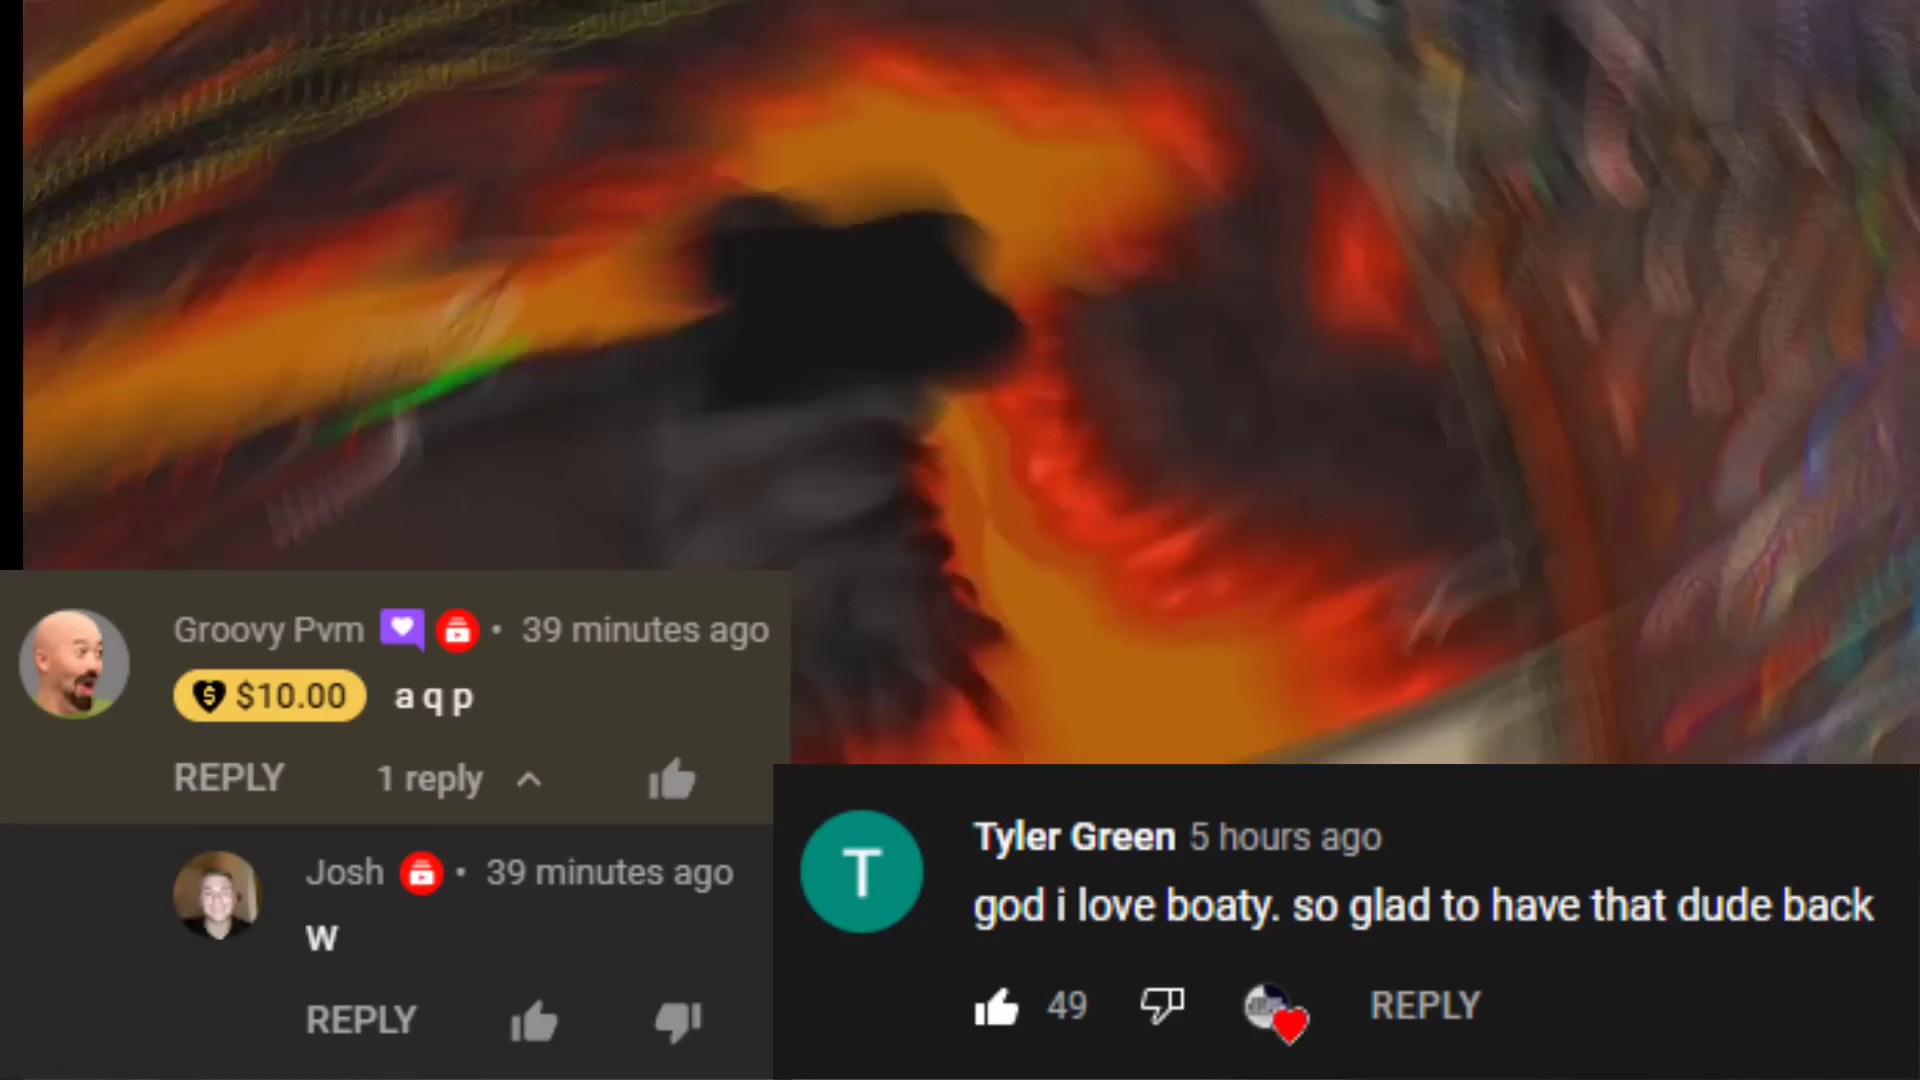 Groovy Pvm • 39 minutes ago
$10.00 a q p
REPLY 1 reply
Josh • 39 minutes ago
w
REPLY
T
Tyler Green 5 hours ago
god i love boaty. so glad to have that dude back
49 REPLY